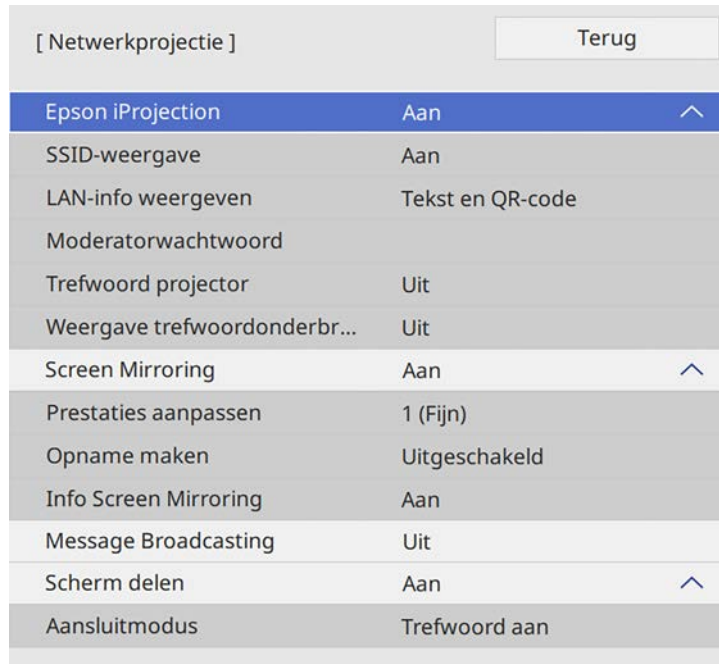 [ Netwerkprojectie ] Terug
Epson iProjection Aan
SSID-weergave Aan
LAN-info weergeven Tekst en QR-code
Moderatorwachtwoord
Trefwoord projector Uit
Weergave trefwoordonderbr... Uit
Screen Mirroring Aan
Prestaties aanpassen 1 (Fijn)
Opname maken Uitgeschakeld
Info Screen Mirroring Aan
Message Broadcasting Uit
Scherm delen Aan
Aansluitmodus Trefwoord aan